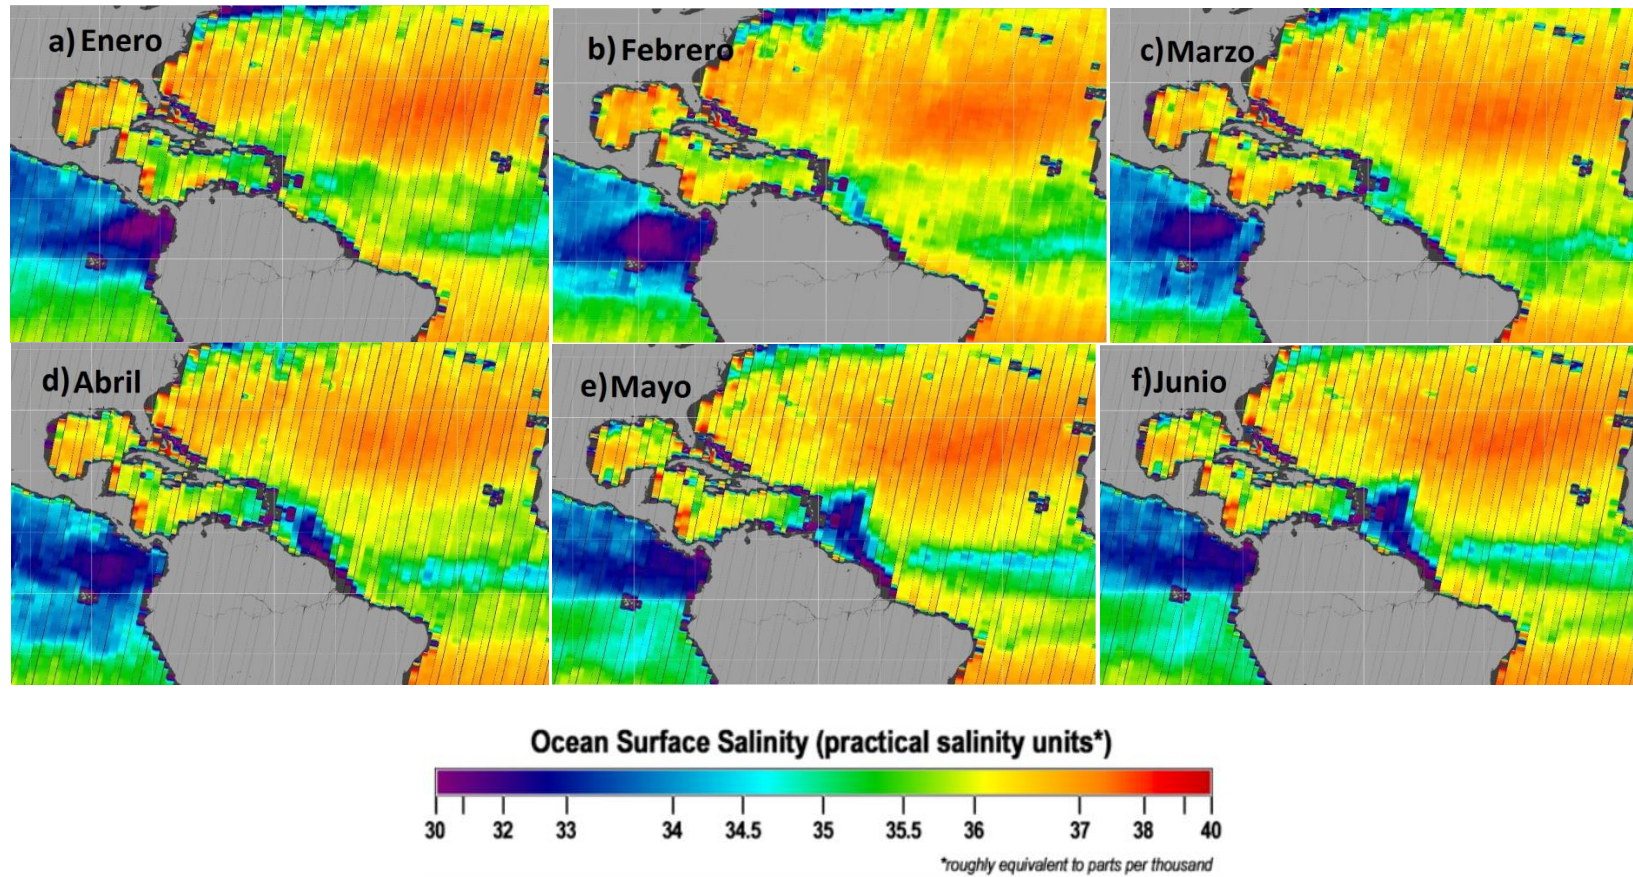 a) Enero
b) Febrero
c) Marzo
d) Abril
e) Mayo
f) Junio
Ocean Surface Salinity (practical salinity units*)
30 32 33 34 34.5 35 35.5 36 37 38 40
*roughly equivalent to parts per thousand